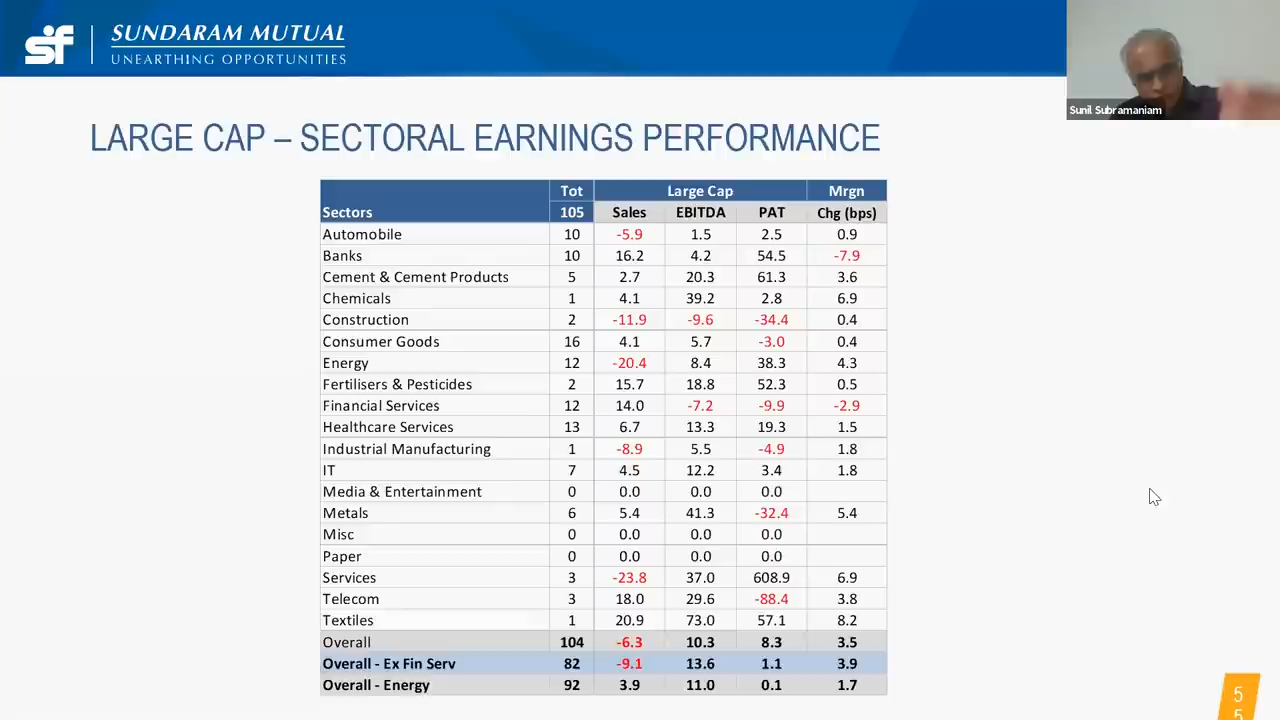 sf
SUNDARAM MUTUAL
UNEARTHING OPPORTUNITIES
Sunil Subramaniam
LARGE CAP – SECTORAL EARNINGS PERFORMANCE
Tot Large Cap Mrgn
Sectors 105 Sales EBITDA PAT Chg (bps)
Automobile 10 -5.9 1.5 2.5 0.9
Banks 10 16.2 4.2 54.5 -7.9
Cement & Cement Products 5 2.7 20.3 61.3 3.6
Chemicals 1 4.1 39.2 2.8 6.9
Construction 2 -11.9 -9.6 -34.4 0.4
Consumer Goods 16 4.1 5.7 -3.0 0.4
Energy 12 -20.4 8.4 38.3 4.3
Fertilisers & Pesticides 2 15.7 18.8 52.3 0.5
Financial Services 12 14.0 -7.2 -9.9 -2.9
Healthcare Services 13 6.7 13.3 19.3 1.5
Industrial Manufacturing 1 -8.9 5.5 -4.9 1.8
IT 7 4.5 12.2 3.4 1.8
Media & Entertainment 0 0.0 0.0 0.0
Metals 6 5.4 41.3 -32.4 5.4
Misc 0 0.0 0.0 0.0
Paper 0 0.0 0.0 0.0
Services 3 -23.8 37.0 608.9 6.9
Telecom 3 18.0 29.6 -88.4 3.8
Textiles 1 20.9 73.0 57.1 8.2
Overall 104 -6.3 10.3 8.3 3.5
Overall - Ex Fin Serv 82 -9.1 13.6 1.1 3.9
Overall - Energy 92 3.9 11.0 0.1 1.7
5
5